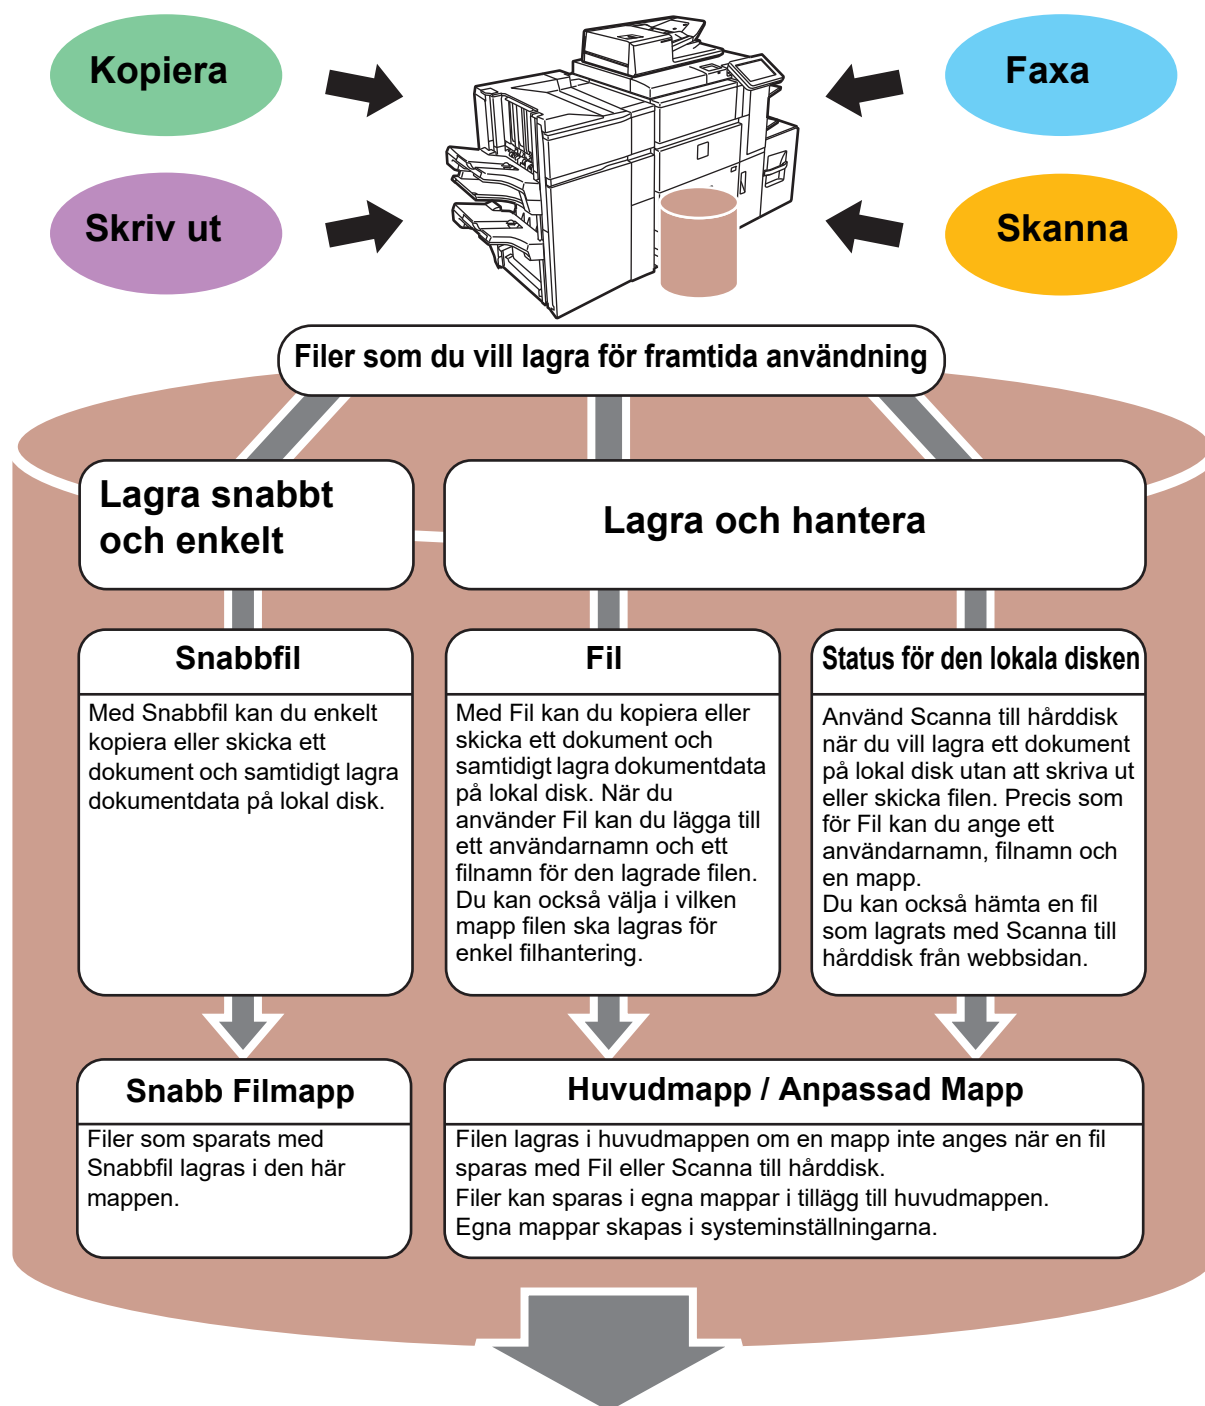 Kopiera
Faxa
Skriv ut
Skanna
Filer som du vill lagra för framtida användning
Lagra snabbt
och enkelt
Lagra och hantera
Snabbfil
Med Snabbfil kan du enkelt
kopiera eller skicka ett
dokument och samtidigt lagra
dokumentdata på lokal disk.
Fil
Med Fil kan du kopiera eller
skicka ett dokument och
samtidigt lagra dokumentdata
på lokal disk. När du
använder Fil kan du lägga till
ett användarnamn och ett
filnamn för den lagrade filen.
Du kan också välja i vilken
mapp filen ska lagras för
enkel filhantering.
Status för den lokala disken
Använd Scanna till hårddisk
när du vill lagra ett dokument
på lokal disk utan att skriva ut
eller skicka filen. Precis som
för Fil kan du ange ett
användarnamn, filnamn och
en mapp.
Du kan också hämta en fil
som lagrats med Scanna till
hårddisk från webbsidan.
Snabb Filmapp
Filer som sparats med
Snabbfil lagras i den här
mappen.
Huvudmapp / Anpassad Mapp
Filen lagras i huvudmappen om en mapp inte anges när en fil
sparas med Fil eller Scanna till hårddisk.
Filer kan sparas i egna mappar i tillägg till huvudmappen.
Egna mappar skapas i systeminställningarna.